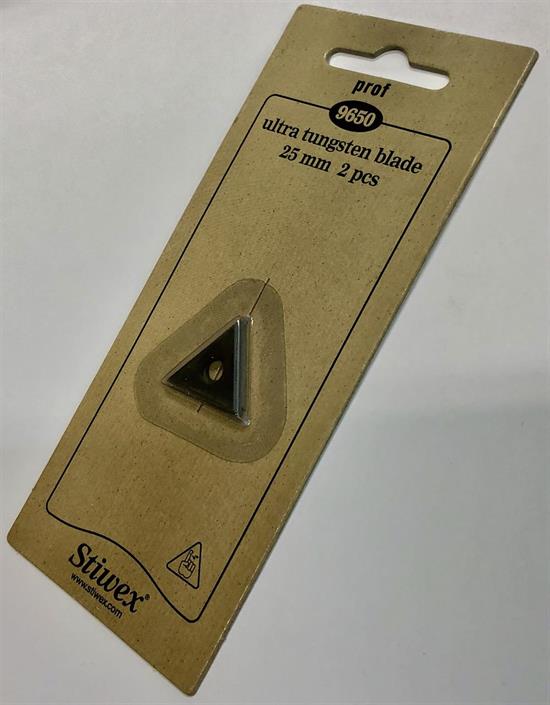 prof
9650
ultra tungsten blade
25 mm 2 pcs
Stiwex®
www.stiwex.com